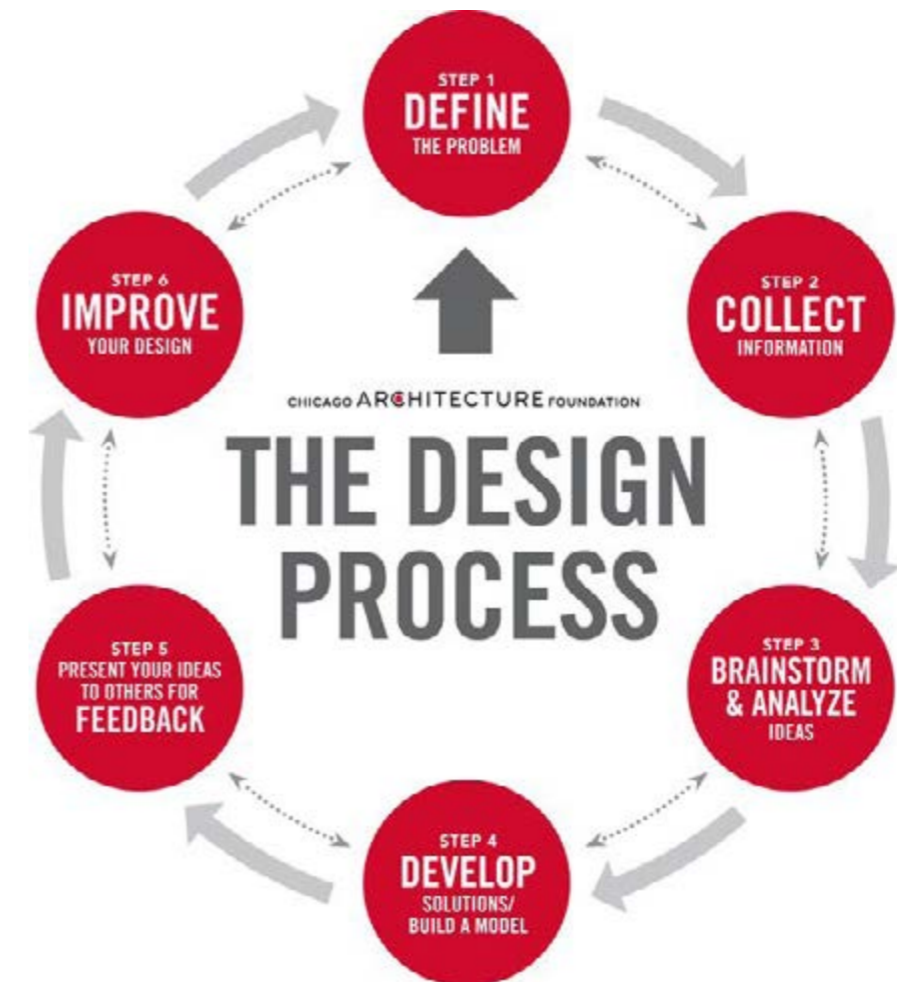 STEP 1
DEFINE
THE PROBLEM
STEP 2
COLLECT
INFORMATION
STEP 3
BRAINSTORM
& ANALYZE
IDEAS
STEP 4
DEVELOP
SOLUTIONS/
BUILD A MODEL
STEP 5
PRESENT YOUR IDEAS
TO OTHERS FOR
FEEDBACK
STEP 6
IMPROVE
YOUR DESIGN
CHICAGO ARCHITECTURE FOUNDATION
THE DESIGN
PROCESS